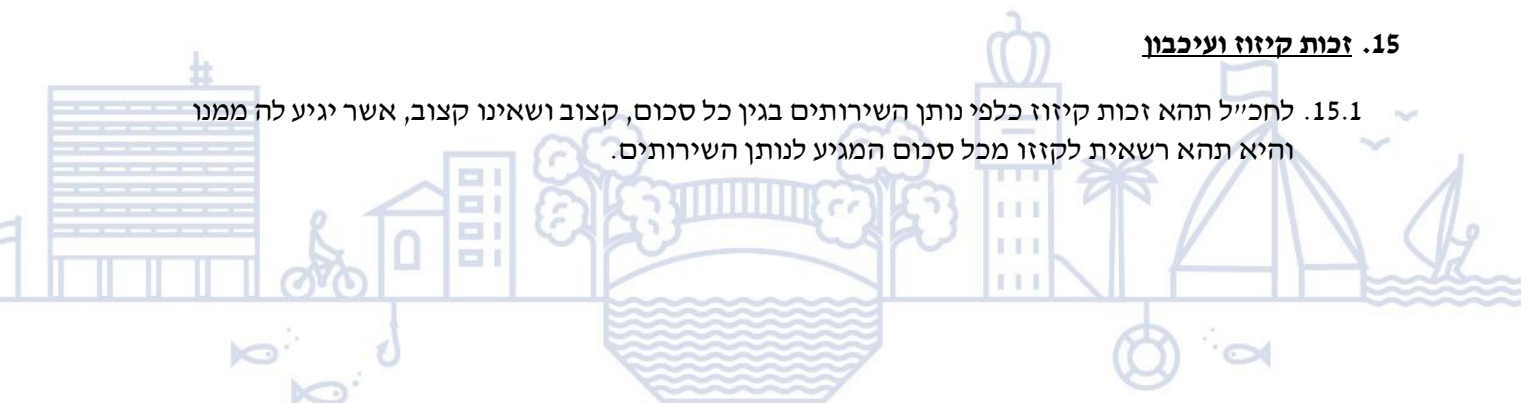 15. זכות קיזוז ועיכבון
15.1. לחכ״ל תהא זכות קיזוז כלפי נותן השירותים בגין כל סכום, קצוב ושאינו קצוב, אשר יגיע לה ממנו
והיא תהא רשאית לקזזו מכל סכום המגיע לנותן השירותים.